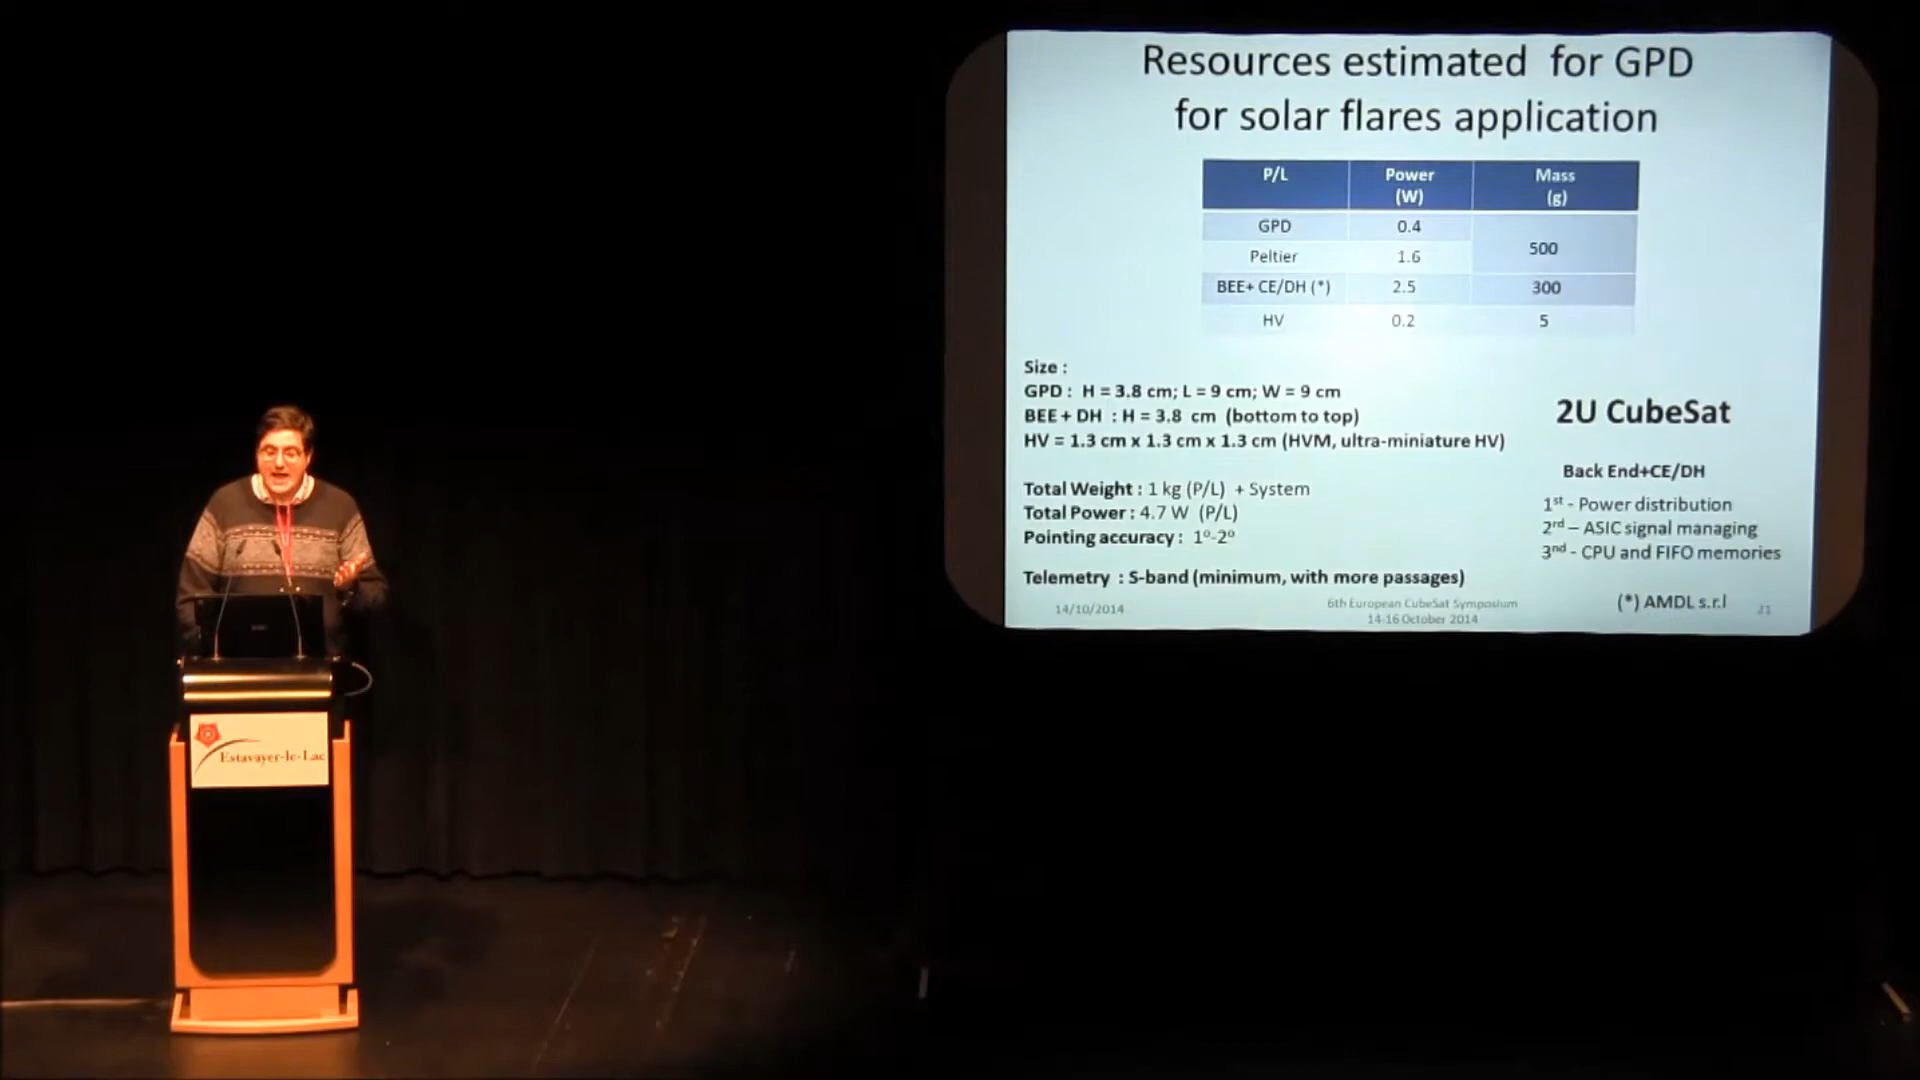 Resources estimated for GPD
for solar flares application
P/L Power (W) Mass (g)
GPD 0.4 500
Peltier 1.6
BEE+ CE/DH (*) 2.5 300
HV 0.2 5
Size :
GPD : H = 3.8 cm; L = 9 cm; W = 9 cm
BEE + DH : H = 3.8 cm (bottom to top)
HV = 1.3 cm x 1.3 cm x 1.3 cm (HVM, ultra-miniature HV)
Total Weight : 1 kg (P/L) + System
Total Power : 4.7 W (P/L)
Pointing accuracy : 1º-2º
Telemetry : S-band (minimum, with more passages)
2U CubeSat
Back End+CE/DH
1st - Power distribution
2rd – ASIC signal managing
3nd - CPU and FIFO memories
(*) AMDL s.r.l
14/10/2014
6th European CubeSat Symposium
14-16 October 2014
21
Estavayer-le-Lac